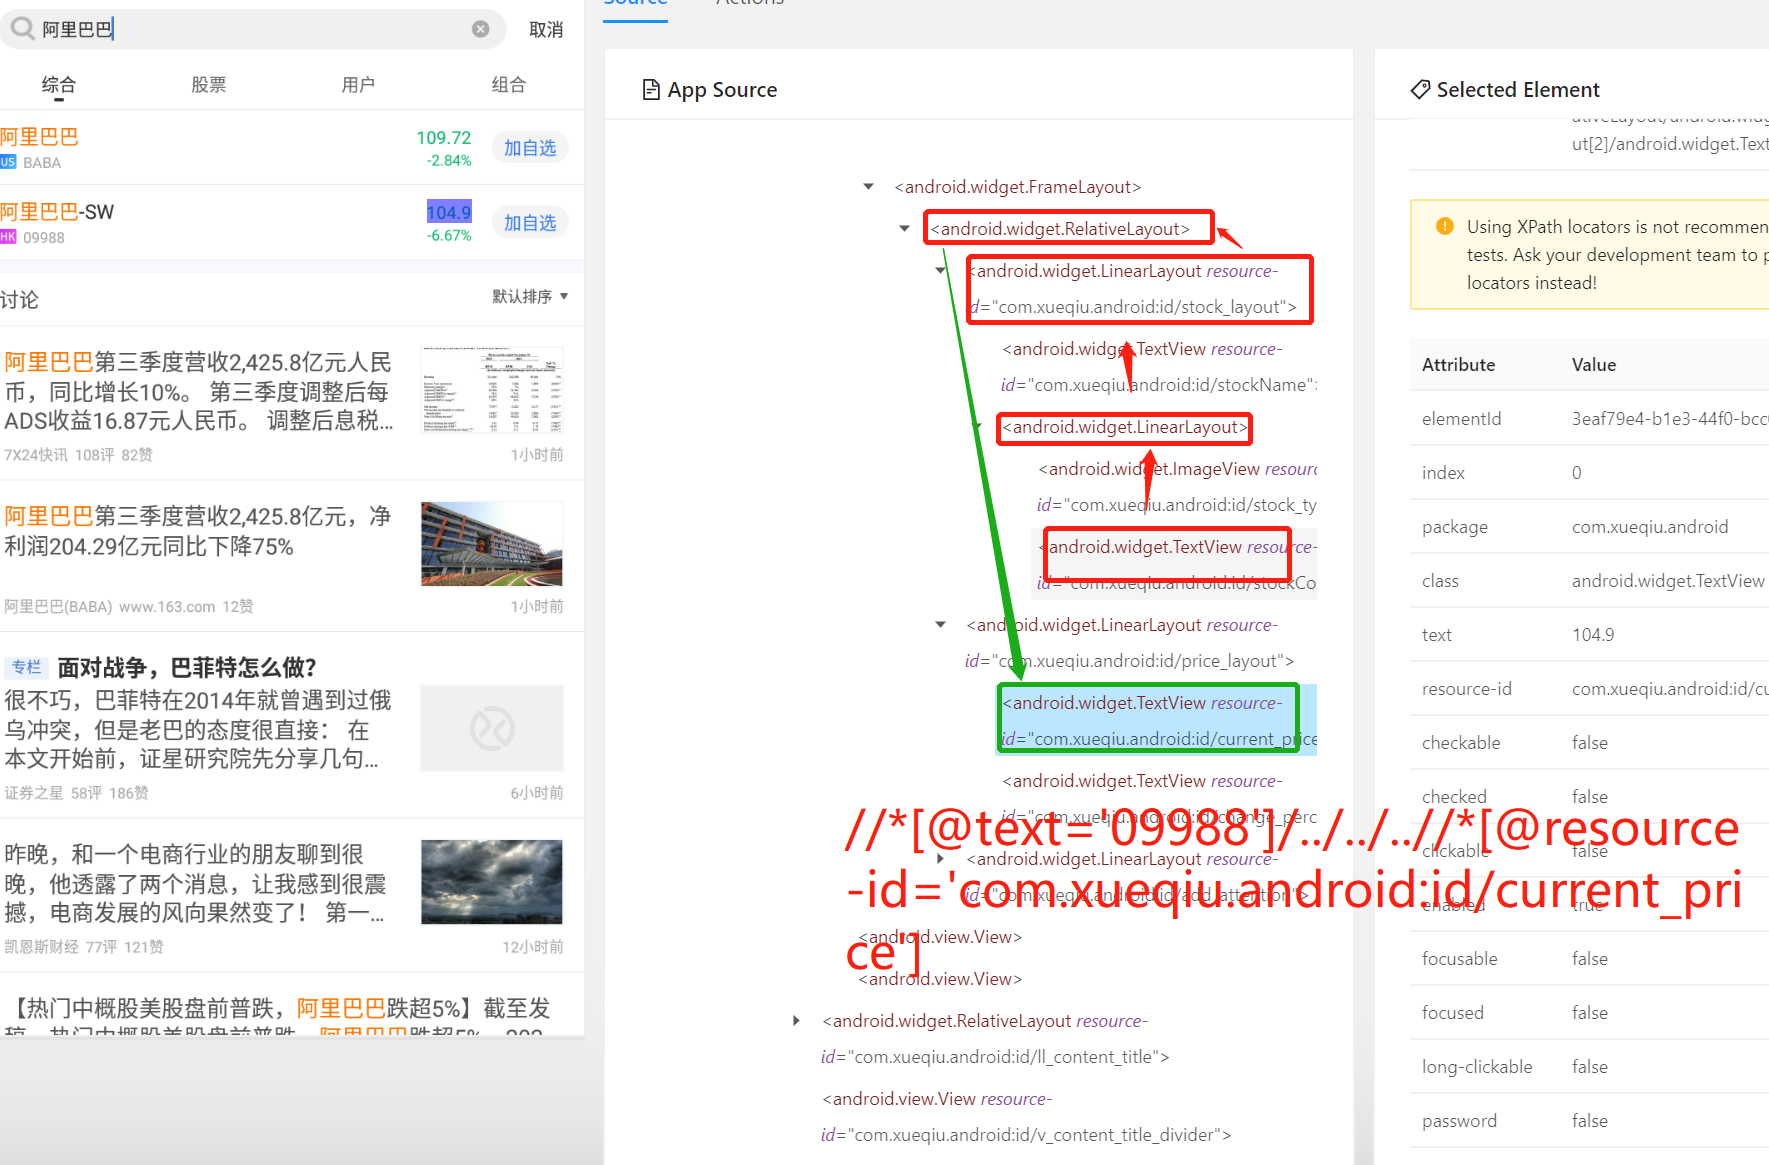 阿里巴巴
取消
综合
股票
用户
组合
阿里巴巴
109.72
加自选
US BABA
-2.84%
阿里巴巴-SW
104.9
加自选
HK 09988
-6.67%
讨论
默认排序
阿里巴巴第三季度营收2,425.8亿元人民
币，同比增长10%。 第三季度调整后每
ADS收益16.87元人民币。 调整后息税...
7X24快讯 108评 82赞
1小时前
阿里巴巴第三季度营收2,425.8亿元，净
利润204.29亿元同比下降75%
阿里巴巴(BABA) www.163.com 12赞
1小时前
专栏 面对战争，巴菲特怎么做?
很不巧，巴菲特在2014年就曾遇到过俄
乌冲突，但是老巴的态度很直接： 在
本文开始前，证星研究院先分享几句...
证券之星 58评 186赞
6小时前
昨晚，和一个电商行业的朋友聊到很
晚，他透露了两个消息，让我感到很震
撼，电商发展的风向果然变了！ 第一...
凯恩斯财经 77评 121赞
12小时前
【热门中概股美股盘前普跌，阿里巴巴跌超5%】截至发
Source
Actions
App Source
<android.widget.FrameLayout>
<android.widget.RelativeLayout>
<android.widget.LinearLayout resource-
id="com.xueqiu.android:id/stock_layout">
<android.widget.TextView resource-
id="com.xueqiu.android:id/stockName">
<android.widget.LinearLayout>
<android.widget.ImageView resourc
id="com.xueqiu.android:id/stock_ty
<android.widget.TextView resource-
id="com.xueqiu.android:id/stockCo
<android.widget.LinearLayout resource-
id="com.xueqiu.android:id/price_layout">
<android.widget.TextView resource-
id="com.xueqiu.android:id/current_price
<android.widget.TextView resource-
id="com.xueqiu.android:id/change_perc
<android.widget.LinearLayout resource-
id="com.xueqiu.android:id/add_attention">
<android.view.View>
<android.view.View>
<android.widget.RelativeLayout resource-
id="com.xueqiu.android:id/ll_content_title">
<android.view.View resource-
id="com.xueqiu.android:id/v_content_title_divider">
//*[@text='09988']/../../..//*[@resource
-id='com.xueqiu.android:id/current_pri
ce']
Selected Element
ativeLayout/android.widg
ut[2]/android.widget.Text
Using XPath locators is not recommen
tests. Ask your development team to p
locators instead!
Attribute
Value
elementId
3eaf79e4-b1e3-44f0-bcc
index
0
package
com.xueqiu.android
class
android.widget.TextView
text
104.9
resource-id
com.xueqiu.android:id/cu
checkable
false
checked
false
clickable
false
enabled
true
focusable
false
focused
false
long-clickable
false
password
false